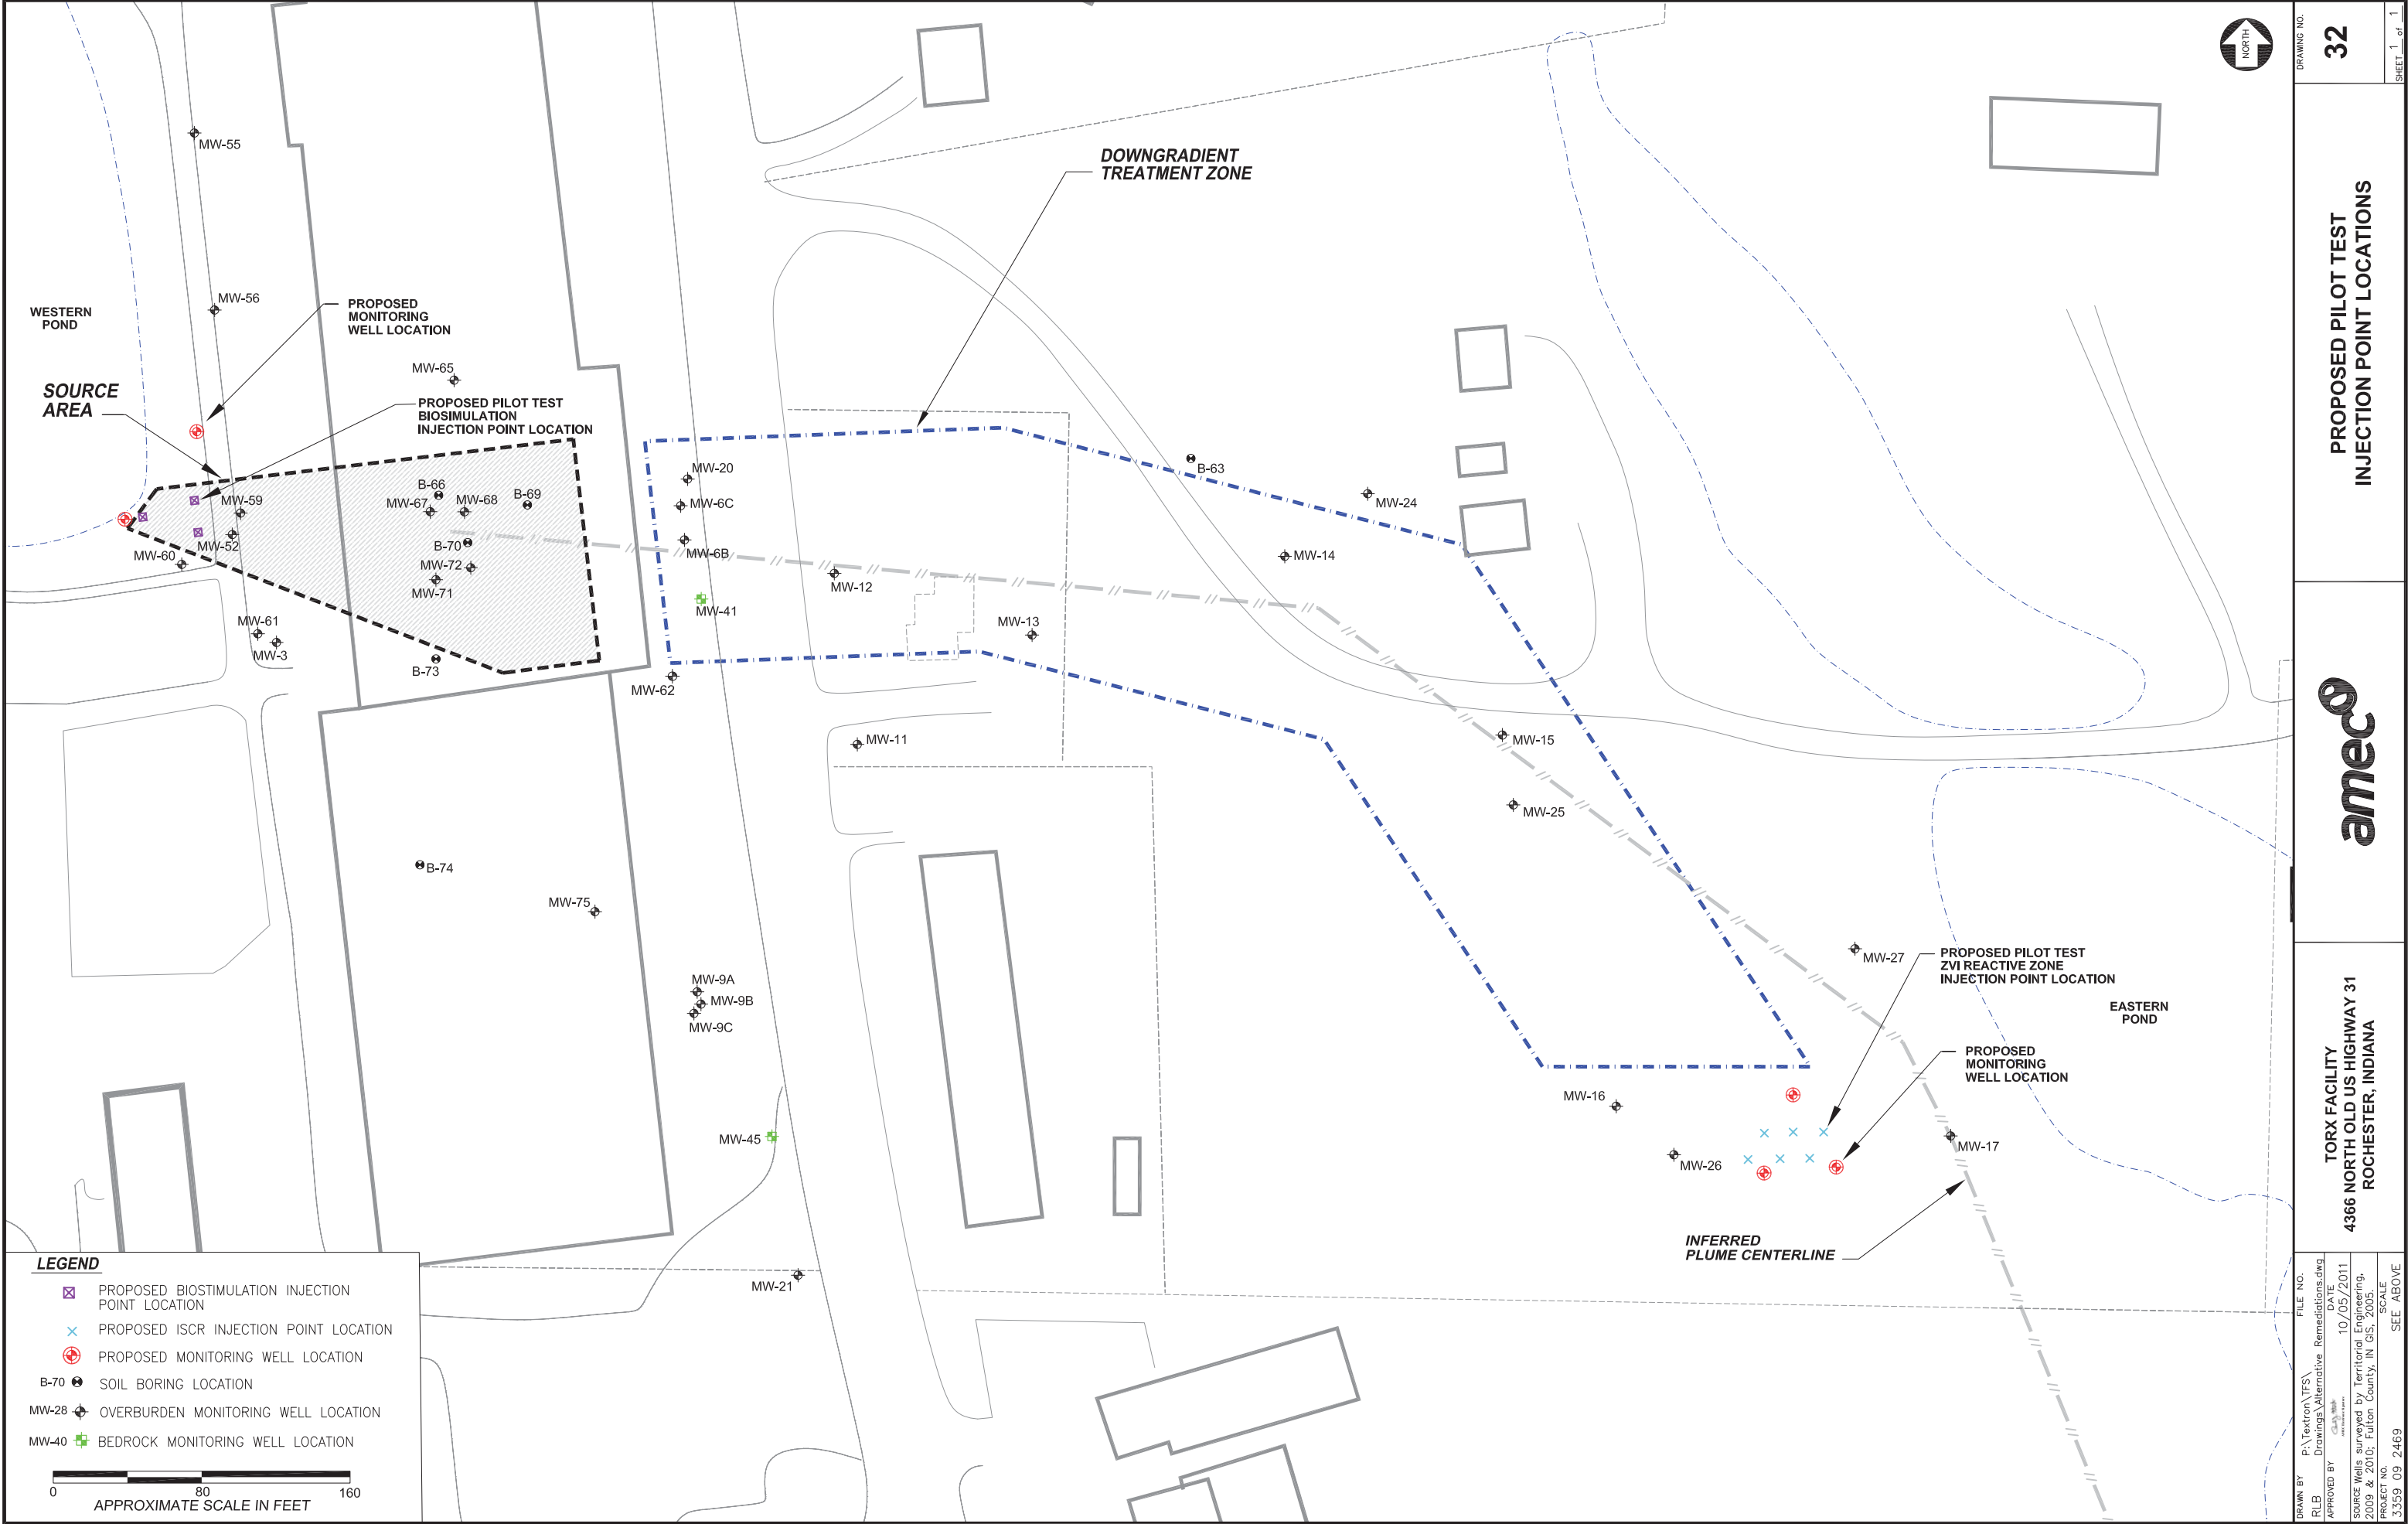 NORTH
DOWNGRADIENT
TREATMENT ZONE
MW-55
MW-56
WESTERN
POND
PROPOSED
MONITORING
WELL LOCATION
MW-65
SOURCE
AREA
PROPOSED PILOT TEST
BIOSIMULATION
INJECTION POINT LOCATION
MW-59
MW-52
MW-60
B-66
MW-67
MW-68
B-69
B-70
MW-72
MW-71
MW-61
MW-3
B-73
MW-20
MW-6C
MW-6B
MW-41
MW-62
MW-12
MW-13
B-63
MW-24
MW-14
MW-11
MW-15
MW-25
B-74
MW-75
MW-9A
MW-9B
MW-9C
MW-27
PROPOSED PILOT TEST
ZVI REACTIVE ZONE
INJECTION POINT LOCATION
EASTERN
POND
PROPOSED
MONITORING
WELL LOCATION
MW-16
MW-26
MW-17
MW-45
MW-21
INFERRED
PLUME CENTERLINE
LEGEND
PROPOSED BIOSTIMULATION INJECTION
POINT LOCATION
PROPOSED ISCR INJECTION POINT LOCATION
PROPOSED MONITORING WELL LOCATION
B-70 SOIL BORING LOCATION
MW-28 OVERBURDEN MONITORING WELL LOCATION
MW-40 BEDROCK MONITORING WELL LOCATION
0 80 160
APPROXIMATE SCALE IN FEET
DRAWING NO.
32
SHEET 1 of 1
PROPOSED PILOT TEST
INJECTION POINT LOCATIONS
amec
TORX FACILITY
4366 NORTH OLD US HIGHWAY 31
ROCHESTER, INDIANA
DRAWN BY
RLB
FILE NO.
P:\Textron\TFS\
Drawings\Alternative Remediations.dwg
APPROVED BY
DATE
10/05/2011
SOURCE Wells surveyed by Territorial Engineering,
2009 & 2010; Fulton County, IN GIS, 2005.
PROJECT NO.
3359 09 2469
SCALE
SEE ABOVE